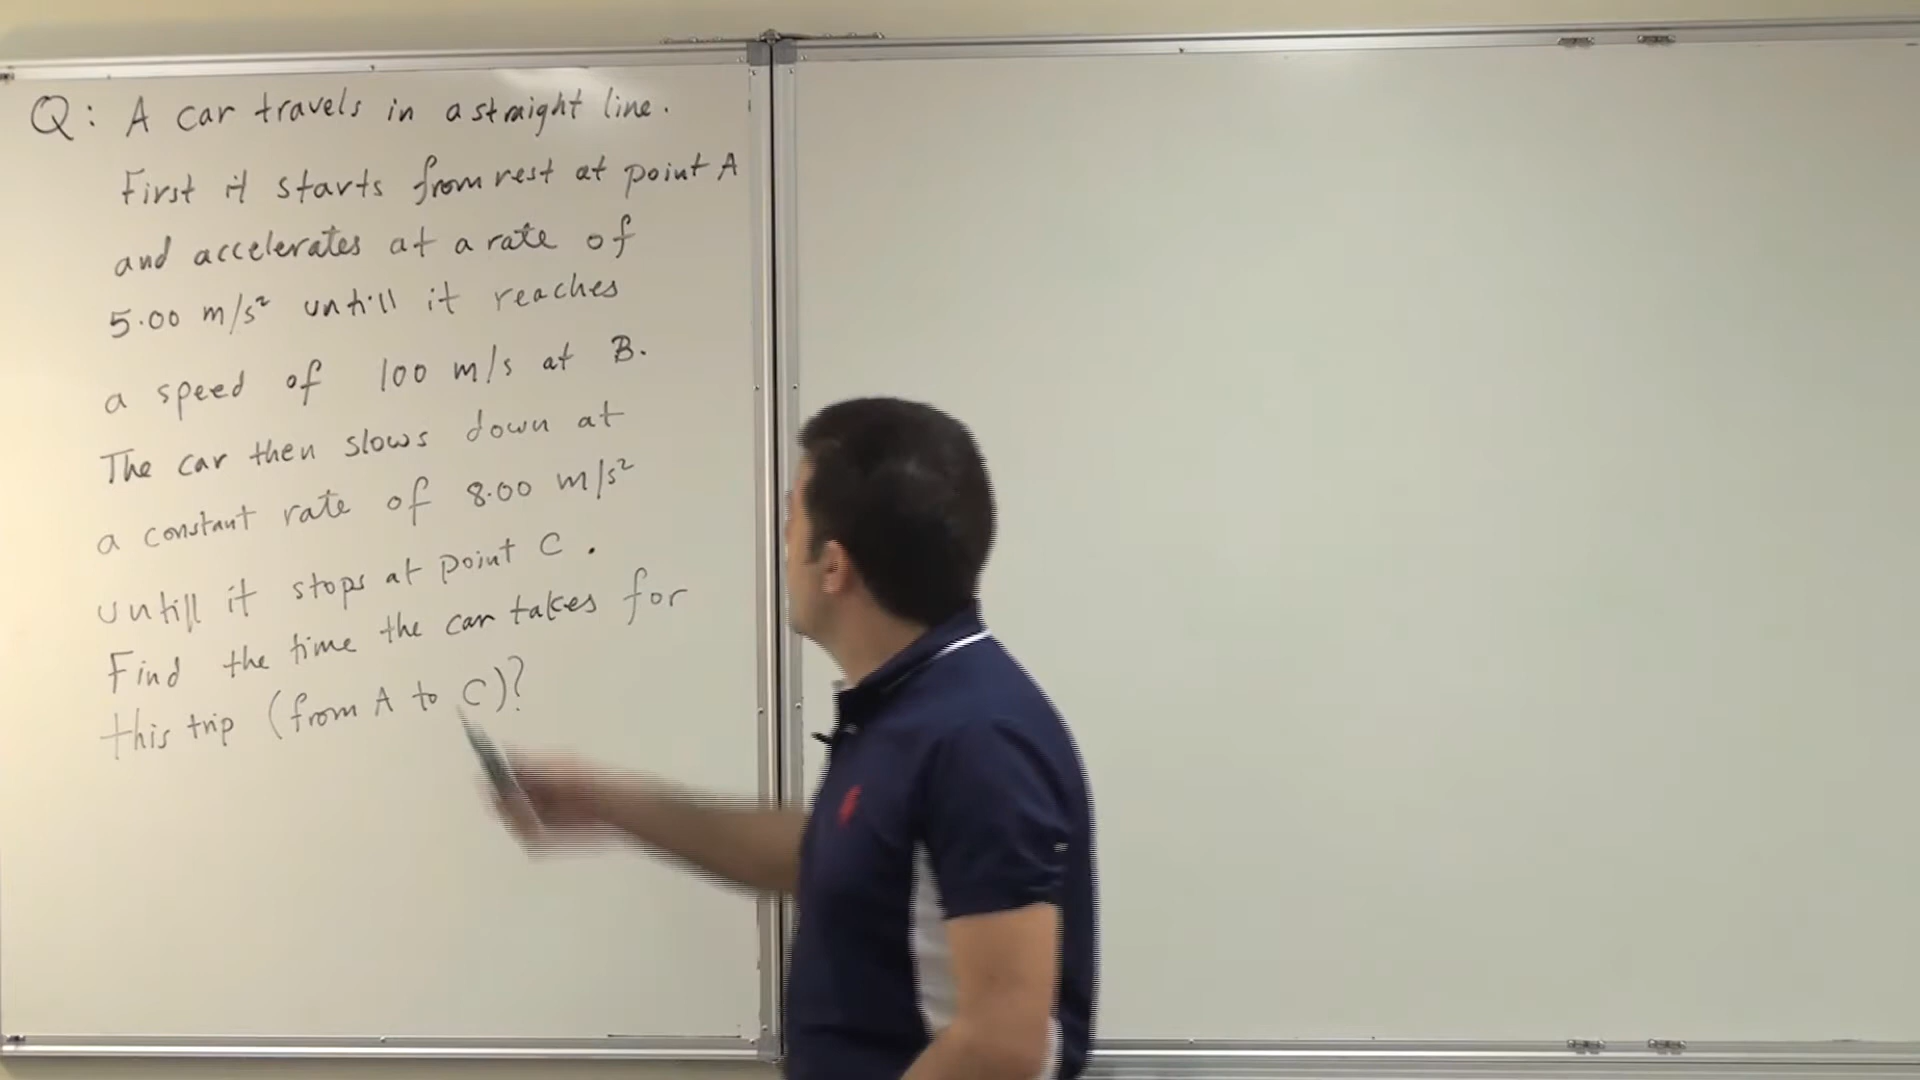 Q: A car travels in a straight line.
First it starts from rest at point A
and accelerates at a rate of
5.00 m/s² untill it reaches
a speed of 100 m/s at B.
The car then slows down at
a constant rate of 8.00 m/s²
untill it stops at point C.
Find the time the car takes for
this trip (from A to C)?